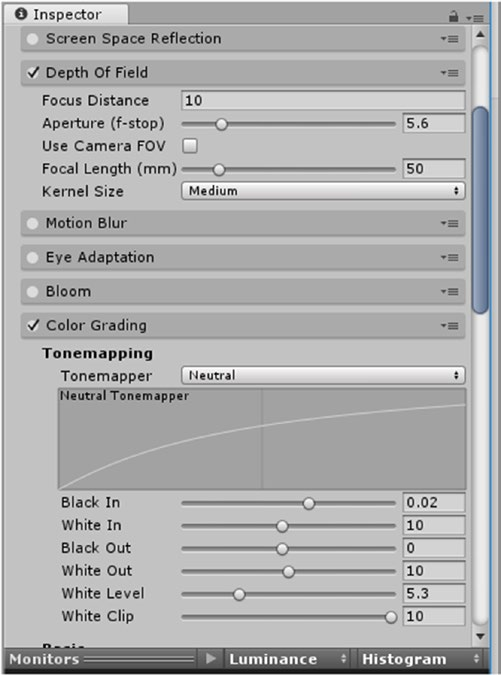 Inspector
Screen Space Reflection
Depth Of Field
Focus Distance 10
Aperture (f-stop) 5.6
Use Camera FOV
Focal Length (mm) 50
Kernel Size Medium
Motion Blur
Eye Adaptation
Bloom
Color Grading
Tonemapping
Tonemapper Neutral
Neutral Tonemapper
Black In 0.02
White In 10
Black Out 0
White Out 10
White Level 5.3
White Clip 10
Basic
Monitors Luminance Histogram